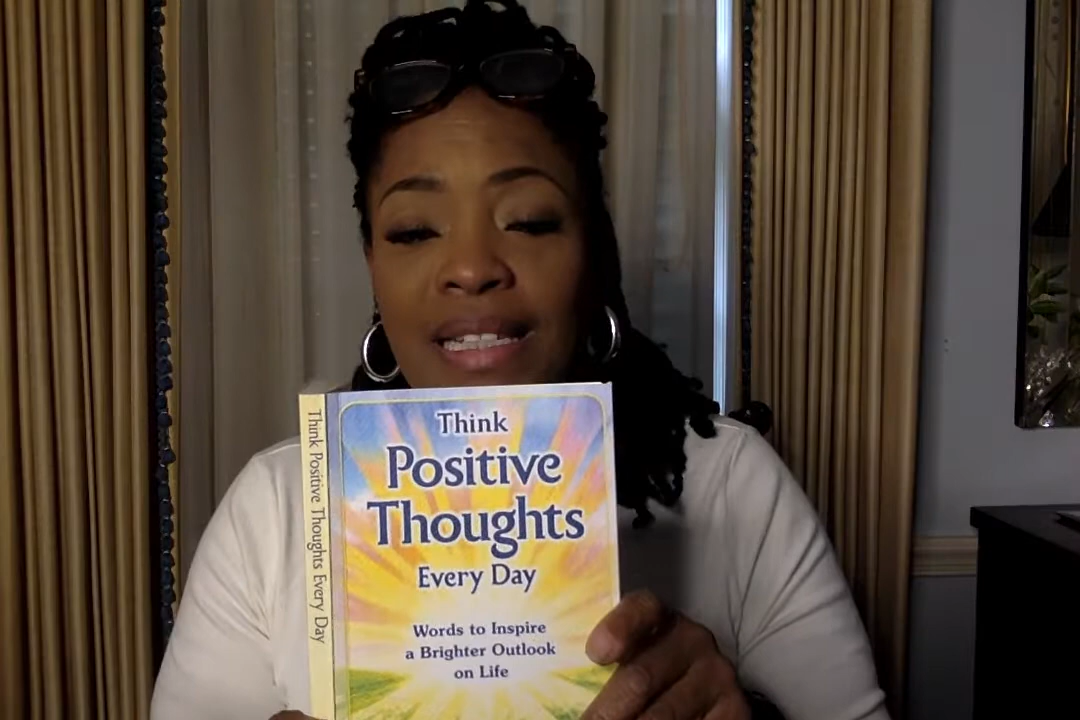 Think Positive Thoughts Every Day
Think
Positive
Thoughts
Every Day
Words to Inspire
a Brighter Outlook
on Life